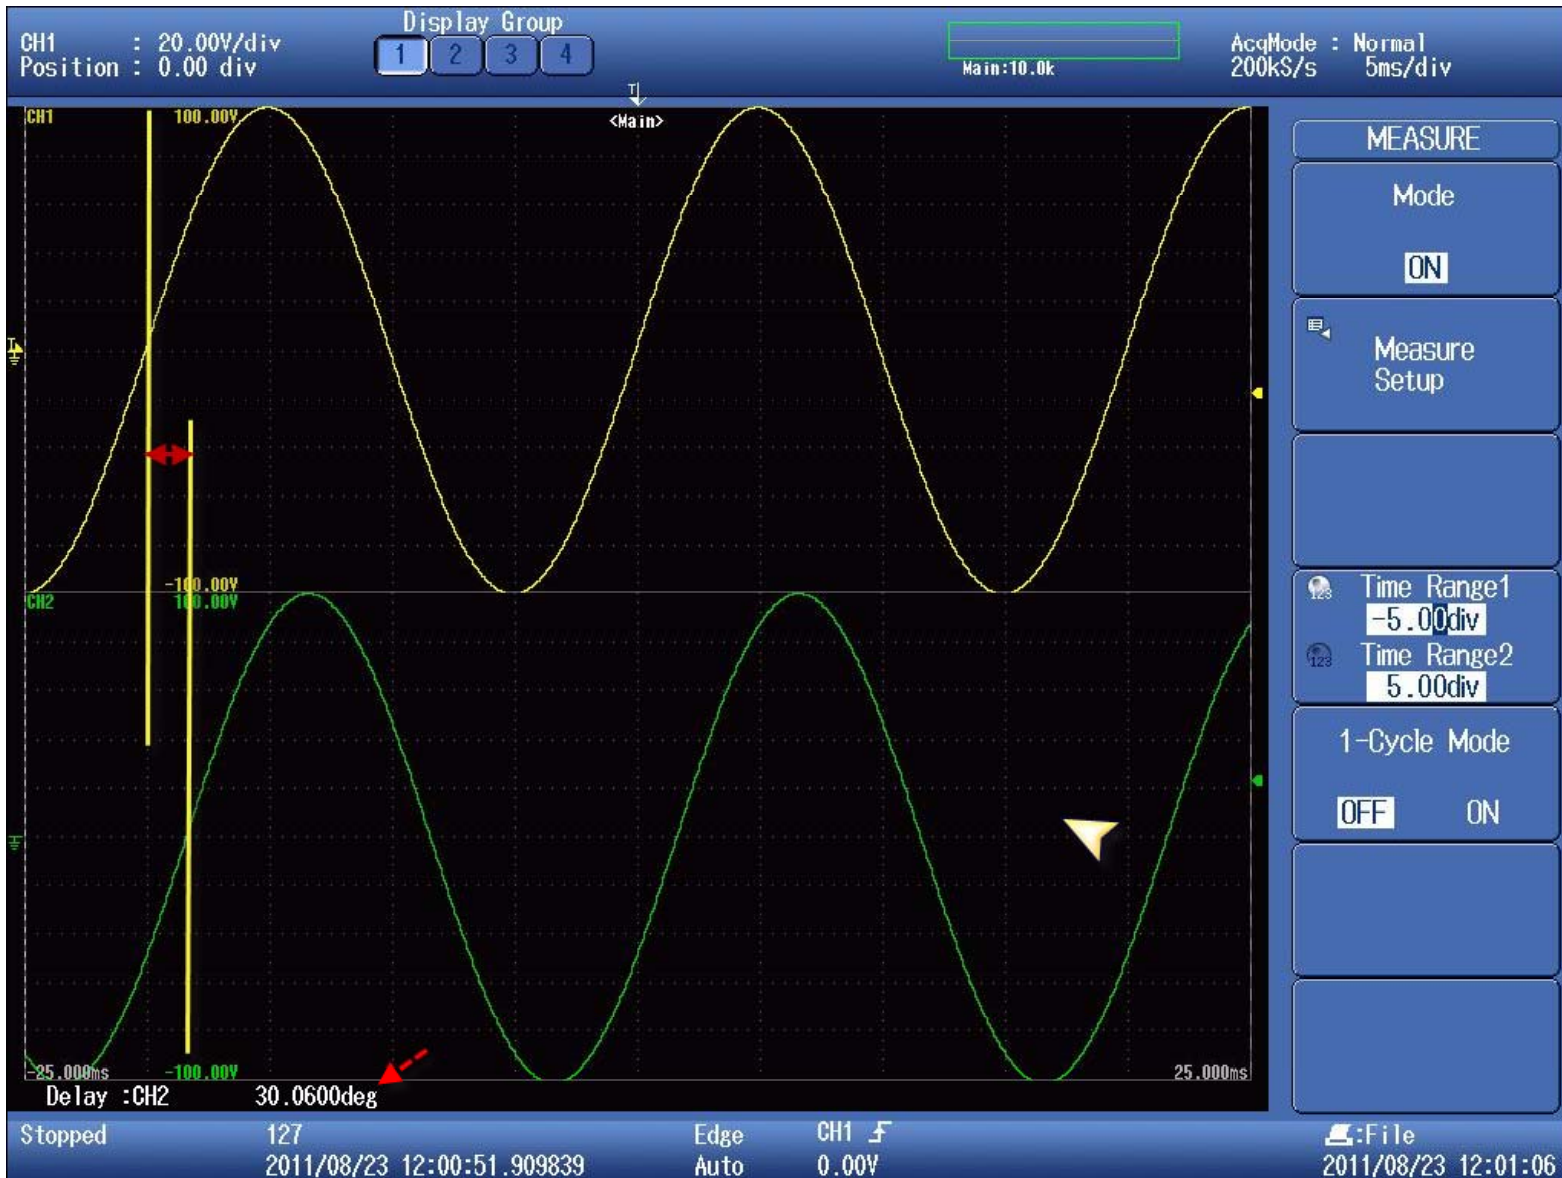 Display Group
CH1 : 20.00V/div
1 2 3 4
AcqMode : Normal
Position : 0.00 div
Main:10.0k
200kS/s 5ms/div
T
CH1 100.00V
<Main>
MEASURE
Mode
ON
T
Measure
Setup
-100.00V
CH2 100.00V
123 Time Range1
-5.00div
123 Time Range2
5.00div
1-Cycle Mode
OFF ON
-25.000ms -100.00V 25.000ms
Delay :CH2 30.0600deg
Stopped 127 Edge CH1 :File
2011/08/23 12:00:51.909839 Auto 0.00V 2011/08/23 12:01:06